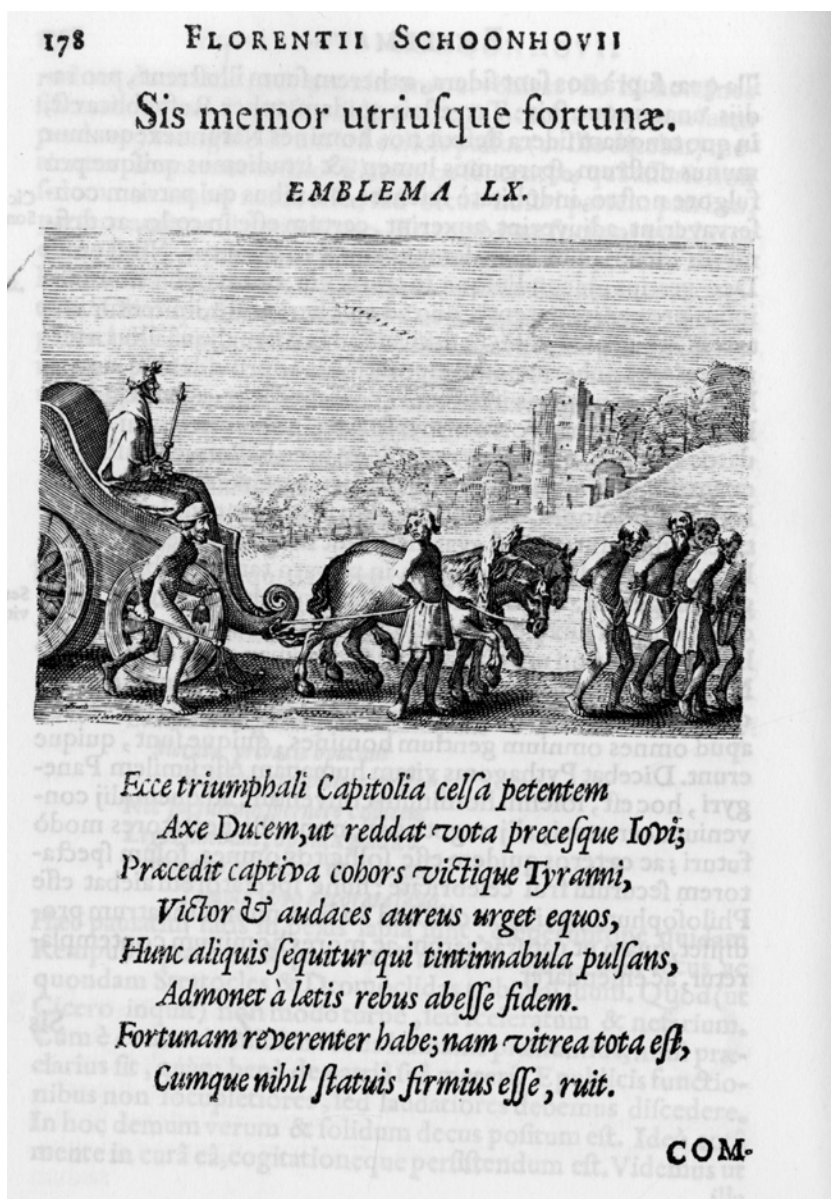 178 FLORENTII SCHOONHOVII
Sis memor utriuſque fortunæ.
EMBLEMA LX.
Ecce triumphali Capitolia celſa petentem
Axe Ducem, ut reddat vota preceſque Iovi;
Præcedit captiva cohors victique Tyranni,
Victor & audaces aureus urget equos,
Hunc aliquis ſequitur qui tintinnabula pulſans,
Admonet à lætis rebus abeſſe fidem.
Fortunam reverenter habe; nam vitrea tota eſt,
Cumque nihil ſtatuis firmius eſſe, ruit.
COM-